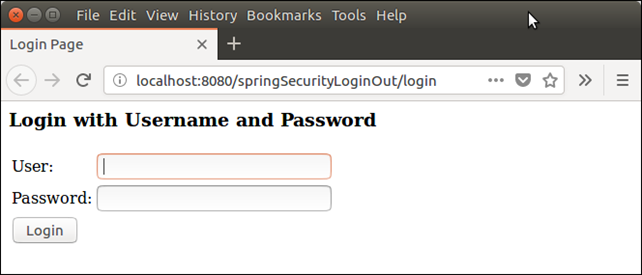 File Edit View History Bookmarks Tools Help
Login Page
localhost:8080/springSecurityLoginOut/login
Login with Username and Password
User:
Password:
Login